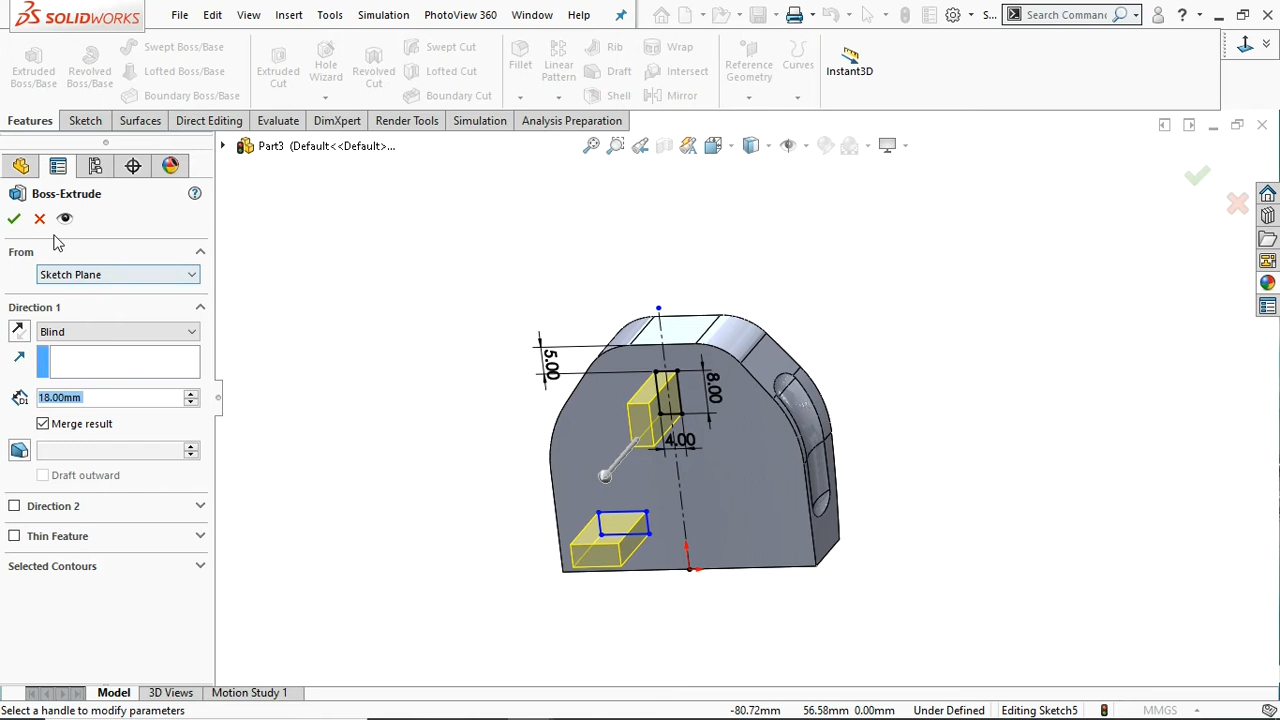 SOLIDWORKS File Edit View Insert Tools Simulation PhotoView 360 Window Help S... Search Comman ?
Extruded Boss/Base
Revolved Boss/Base
Swept Boss/Base
Lofted Boss/Base
Boundary Boss/Base
Extruded Cut
Hole Wizard
Revolved Cut
Swept Cut
Lofted Cut
Boundary Cut
Fillet
Linear Pattern
Rib
Draft
Shell
Wrap
Intersect
Mirror
Reference Geometry
Curves
Instant3D
Features Sketch Surfaces Direct Editing Evaluate DimXpert Render Tools Simulation Analysis Preparation
Part3 (Default<<Default>...
Boss-Extrude ?
From
Sketch Plane
Direction 1
Blind
D1 18.00mm
Merge result
Draft outward
Direction 2
Thin Feature
Selected Contours
5.00
8.00
4.00
Model 3D Views Motion Study 1
Select a handle to modify parameters -80.72mm 56.58mm 0.00mm Under Defined Editing Sketch5 MMGS